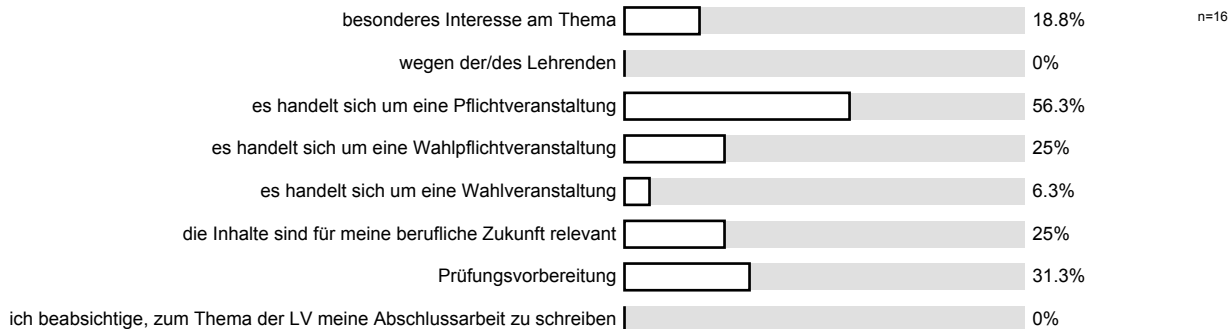 besonderes Interesse am Thema 18.8% n=16
wegen der/des Lehrenden 0%
es handelt sich um eine Pflichtveranstaltung 56.3%
es handelt sich um eine Wahlpflichtveranstaltung 25%
es handelt sich um eine Wahlveranstaltung 6.3%
die Inhalte sind für meine berufliche Zukunft relevant 25%
Prüfungsvorbereitung 31.3%
ich beabsichtige, zum Thema der LV meine Abschlussarbeit zu schreiben 0%